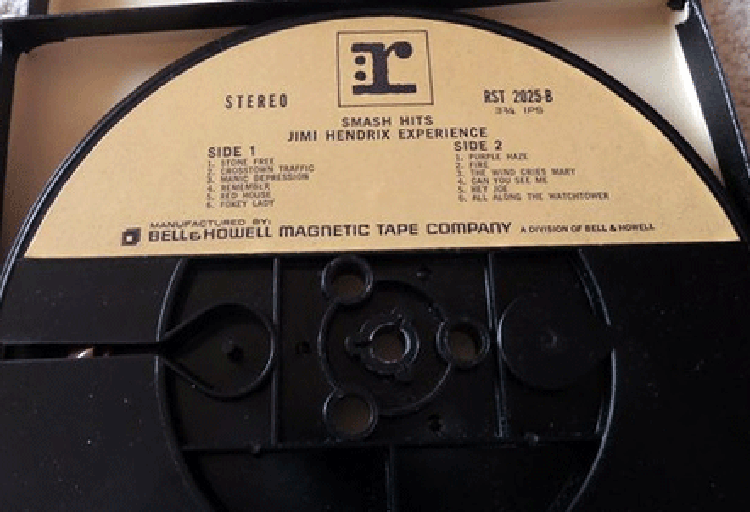 r
STEREO
RST 2025-B
3¾ IPS
SMASH HITS
JIMI HENDRIX EXPERIENCE
SIDE 1
1. STONE FREE
2. CROSSTOWN TRAFFIC
3. MANIC DEPRESSION
4. REMEMBER
5. RED HOUSE
6. FOXEY LADY
SIDE 2
1. PURPLE HAZE
2. FIRE
3. THE WIND CRIES MARY
4. CAN YOU SEE ME
5. HEY JOE
6. ALL ALONG THE WATCHTOWER
MANUFACTURED BY:
BELL & HOWELL MAGNETIC TAPE COMPANY A DIVISION OF BELL & HOWELL